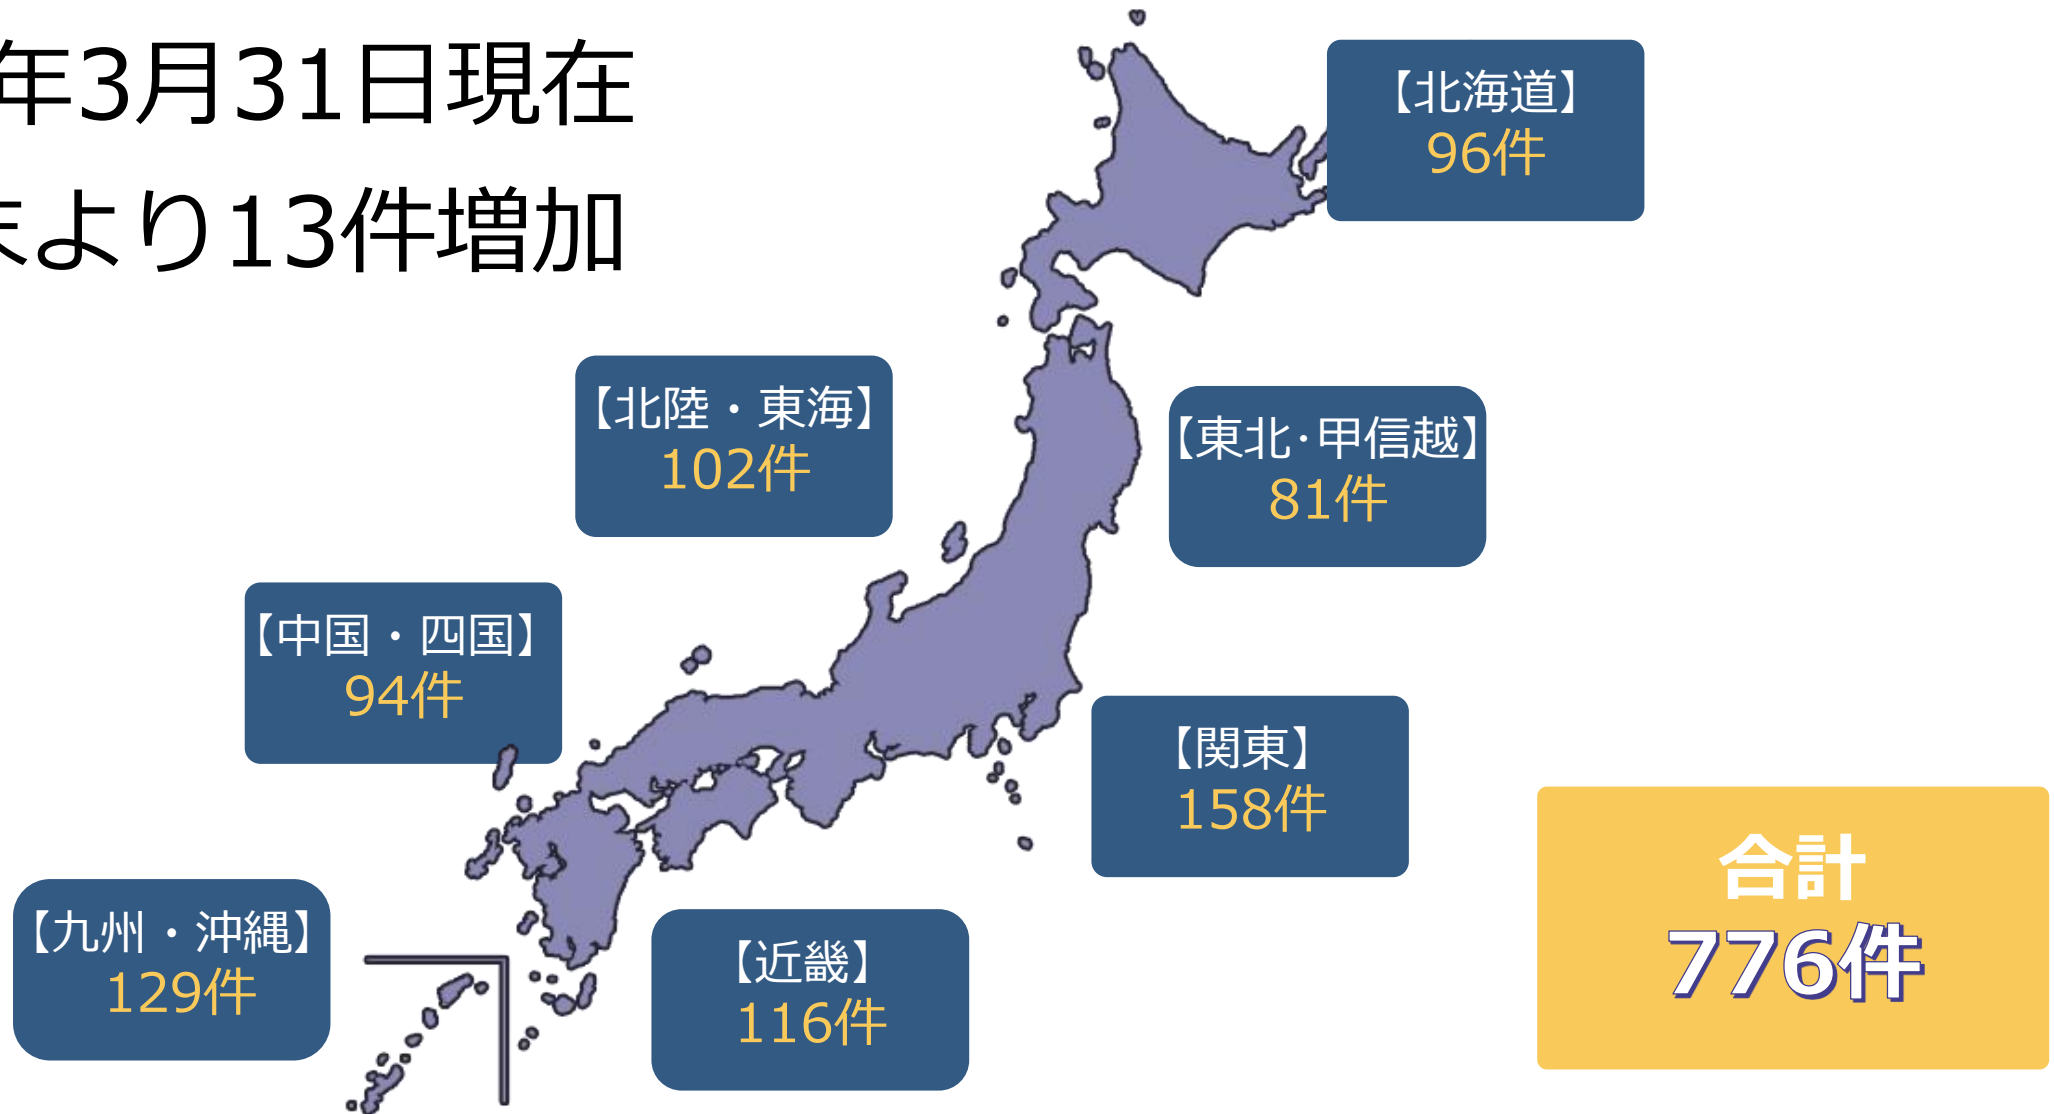 年3月31日現在
末より13件増加
【北海道】
96件
【北陸・東海】
102件
【東北・甲信越】
81件
【中国・四国】
94件
【関東】
158件
【九州・沖縄】
129件
【近畿】
116件
合計
776件